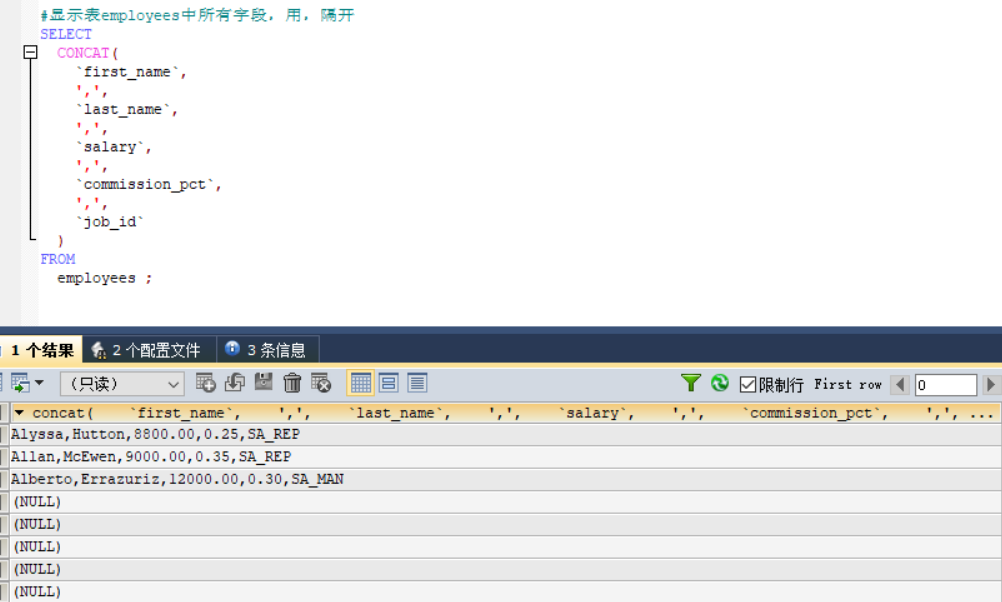 #显示表employees中所有字段，用，隔开
SELECT
CONCAT(
`first_name`,
',',
`last_name`,
',',
`salary`,
',',
`commission_pct`,
',',
`job_id`
)
FROM
employees ;
1 个结果 2 个配置文件 3 条信息
(只读) 限制行 First row 0
concat( `first_name`, ',', `last_name`, ',', `salary`, ',', `commission_pct`, ',', ...
Alyssa,Hutton,8800.00,0.25,SA_REP
Allan,McEwen,9000.00,0.35,SA_REP
Alberto,Errazuriz,12000.00,0.30,SA_MAN
(NULL)
(NULL)
(NULL)
(NULL)
(NULL)